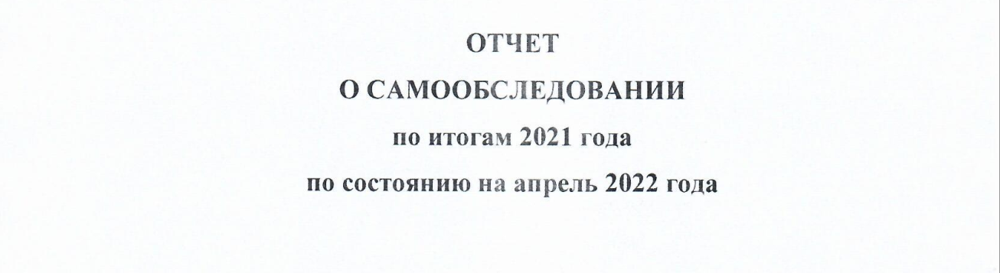 ОТЧЕТ
О САМООБСЛЕДОВАНИИ
по итогам 2021 года
по состоянию на апрель 2022 года